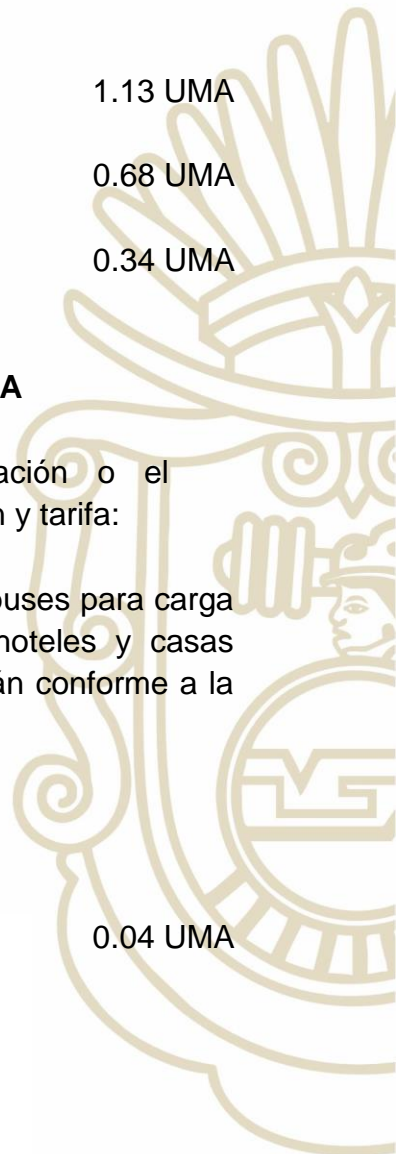 1.13 UMA
0.68 UMA
0.34 UMA
A
ación o el
n y tarifa:
ouses para carga
hoteles y casas
án conforme a la
0.04 UMA